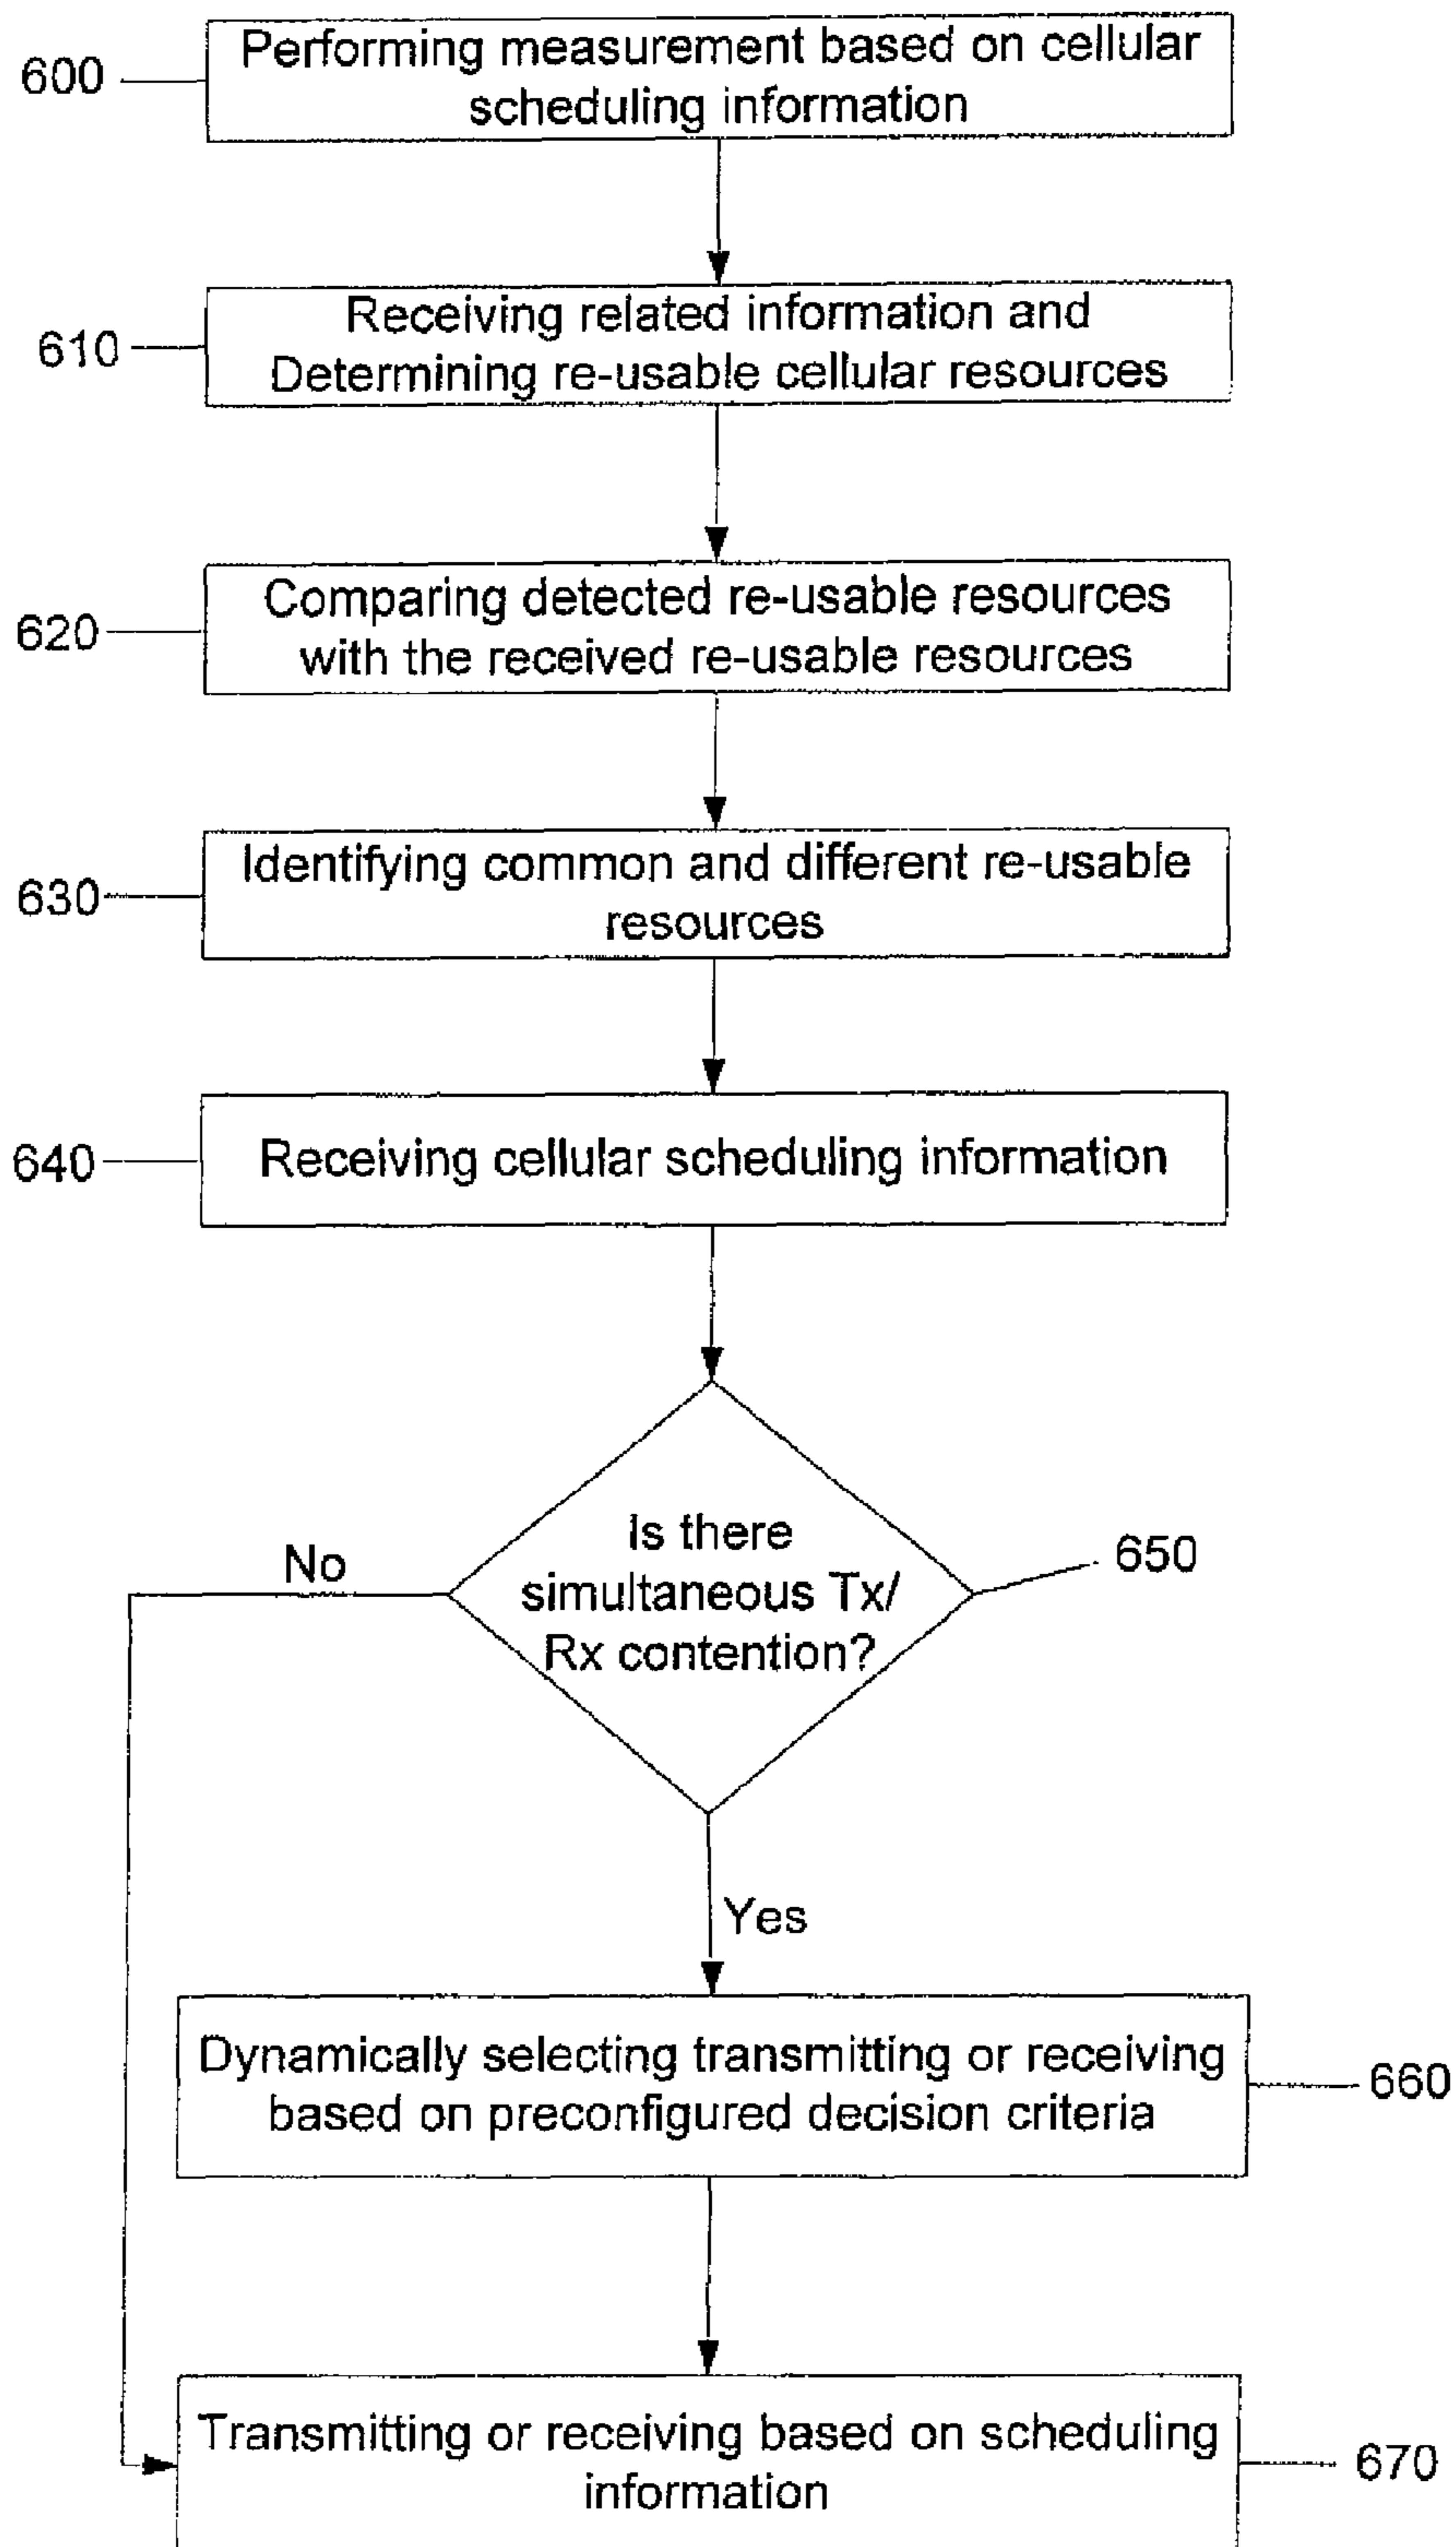 600
Performing measurement based on cellular
scheduling information
610
Receiving related information and
Determining re-usable cellular resources
620
Comparing detected re-usable resources
with the received re-usable resources
630
Identifying common and different re-usable
resources
640
Receiving cellular scheduling information
Is there
simultaneous Tx/
Rx contention?
650
No
Yes
Dynamically selecting transmitting or receiving
based on preconfigured decision criteria
660
Transmitting or receiving based on scheduling
information
670